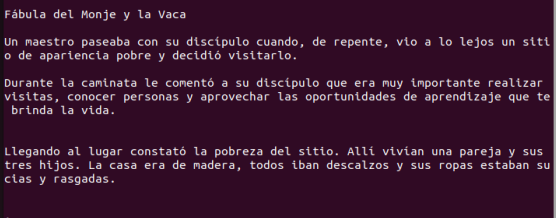 Fábula del Monje y la Vaca
Un maestro paseaba con su discípulo cuando, de repente, vio a lo lejos un siti
o de apariencia pobre y decidió visitarlo.
Durante la caminata le comentó a su discípulo que era muy importante realizar
visitas, conocer personas y aprovechar las oportunidades de aprendizaje que te
 brinda la vida.
Llegando al lugar constató la pobreza del sitio. Alli vivian una pareja y sus
tres hijos. La casa era de madera, todos iban descalzos y sus ropas estaban su
cias y rasgadas.